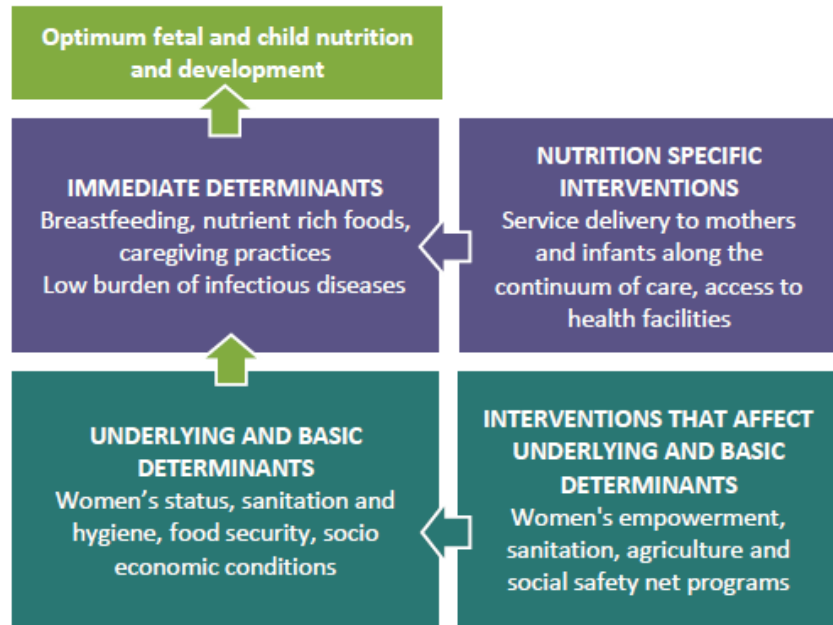 Optimum fetal and child nutrition
and development
IMMEDIATE DETERMINANTS
Breastfeeding, nutrient rich foods,
caregiving practices
Low burden of infectious diseases
NUTRITION SPECIFIC
INTERVENTIONS
Service delivery to mothers
and infants along the
continuum of care, access to
health facilities
UNDERLYING AND BASIC
DETERMINANTS
Women’s status, sanitation and
hygiene, food security, socio
economic conditions
INTERVENTIONS THAT AFFECT
UNDERLYING AND BASIC
DETERMINANTS
Women's empowerment,
sanitation, agriculture and
social safety net programs